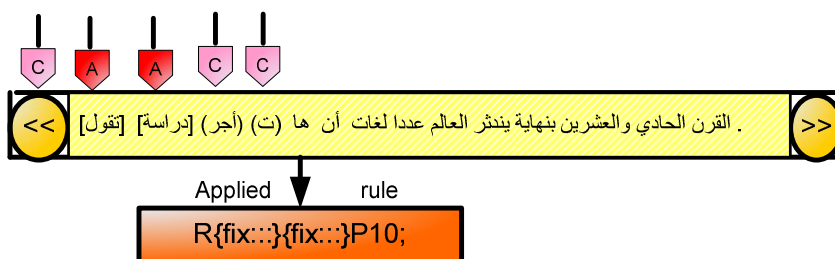 C A A C C
<< . القرن الحادي والعشرين بنهاية يندثر العالم عددا لغات أن ها (ت) (أجر) [دراسة] [تقول] >>
Applied rule
R{fix:::}{fix:::}P10;